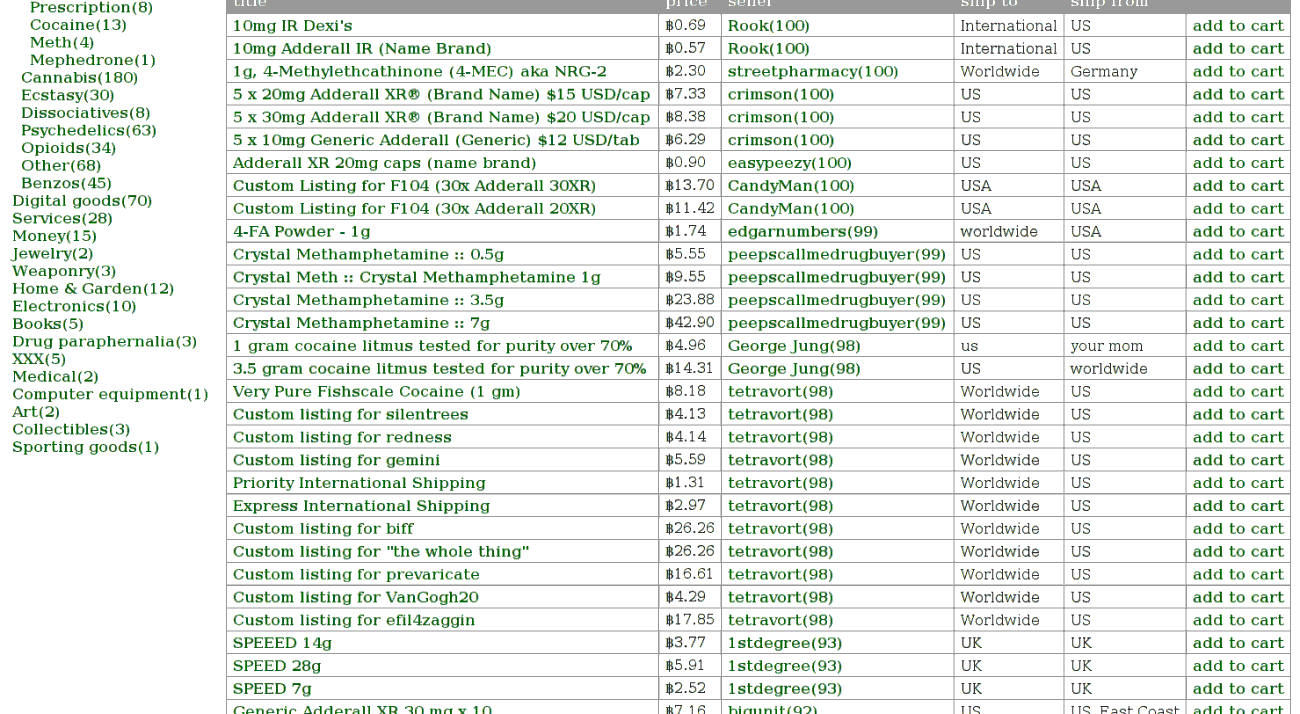 Prescription(8)
Cocaine(13)
Meth(4)
Mephedrone(1)
Cannabis(180)
Ecstasy(30)
Dissociatives(8)
Psychedelics(63)
Opioids(34)
Other(68)
Benzos(45)
Digital goods(70)
Services(28)
Money(15)
Jewelry(2)
Weaponry(3)
Home & Garden(12)
Electronics(10)
Books(5)
Drug paraphernalia(3)
XXX(5)
Medical(2)
Computer equipment(1)
Art(2)
Collectibles(3)
Sporting goods(1)
title price seller ship to ship from
10mg IR Dexi's ฿0.69 Rook(100) International US add to cart
10mg Adderall IR (Name Brand) ฿0.57 Rook(100) International US add to cart
1g, 4-Methylethcathinone (4-MEC) aka NRG-2 ฿2.30 streetpharmacy(100) Worldwide Germany add to cart
5 x 20mg Adderall XR® (Brand Name) $15 USD/cap ฿7.33 crimson(100) US US add to cart
5 x 30mg Adderall XR® (Brand Name) $20 USD/cap ฿8.38 crimson(100) US US add to cart
5 x 10mg Generic Adderall (Generic) $12 USD/tab ฿6.29 crimson(100) US US add to cart
Adderall XR 20mg caps (name brand) ฿0.90 easypeezy(100) US US add to cart
Custom Listing for F104 (30x Adderall 30XR) ฿13.70 CandyMan(100) USA USA add to cart
Custom Listing for F104 (30x Adderall 20XR) ฿11.42 CandyMan(100) USA USA add to cart
4-FA Powder - 1g ฿1.74 edgarnumbers(99) worldwide USA add to cart
Crystal Methamphetamine :: 0.5g ฿5.55 peepscallmedrugbuyer(99) US US add to cart
Crystal Meth :: Crystal Methamphetamine 1g ฿9.55 peepscallmedrugbuyer(99) US US add to cart
Crystal Methamphetamine :: 3.5g ฿23.88 peepscallmedrugbuyer(99) US US add to cart
Crystal Methamphetamine :: 7g ฿42.90 peepscallmedrugbuyer(99) US US add to cart
1 gram cocaine litmus tested for purity over 70% ฿4.96 George Jung(98) us your mom add to cart
3.5 gram cocaine litmus tested for purity over 70% ฿14.31 George Jung(98) US worldwide add to cart
Very Pure Fishscale Cocaine (1 gm) ฿8.18 tetravort(98) Worldwide US add to cart
Custom listing for silentrees ฿4.13 tetravort(98) Worldwide US add to cart
Custom listing for redness ฿4.14 tetravort(98) Worldwide US add to cart
Custom listing for gemini ฿5.59 tetravort(98) Worldwide US add to cart
Priority International Shipping ฿1.31 tetravort(98) Worldwide US add to cart
Express International Shipping ฿2.97 tetravort(98) Worldwide US add to cart
Custom listing for biff ฿26.26 tetravort(98) Worldwide US add to cart
Custom listing for "the whole thing" ฿26.26 tetravort(98) Worldwide US add to cart
Custom listing for prevaricate ฿16.61 tetravort(98) Worldwide US add to cart
Custom listing for VanGogh20 ฿4.29 tetravort(98) Worldwide US add to cart
Custom listing for efil4zaggin ฿17.85 tetravort(98) Worldwide US add to cart
SPEEED 14g ฿3.77 1stdegree(93) UK UK add to cart
SPEED 28g ฿5.91 1stdegree(93) UK UK add to cart
SPEED 7g ฿2.52 1stdegree(93) UK UK add to cart
Generic Adderall XR 30 mg x 10 ฿7.16 bigunit(92) US US, East Coast add to cart